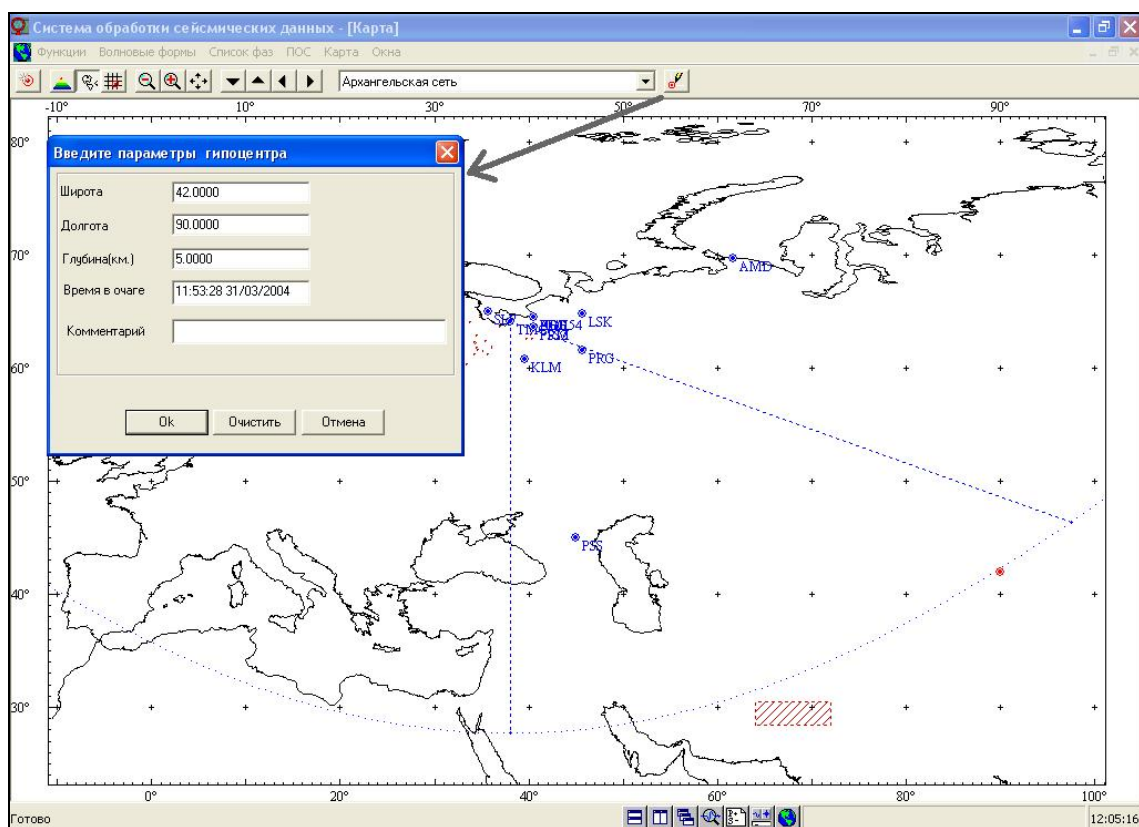 Система обработки сейсмических данных - [Карта]
Функции Волновые формы Список фаз ПОС Карта Окна
Архангельская сеть
-10° 10° 30° 50° 70° 90°
80°
Введите параметры гипоцентра
Широта 42.0000
Долгота 90.0000
Глубина(км.) 5.0000
Время в очаге 11:53:28 31/03/2004
Комментарий
Ok Очистить Отмена
70°
AMD
LSK
60°
PRG
KLM
50°
PSS
40°
30°
0° 20° 40° 60° 80° 100°
Готово 12:05:16